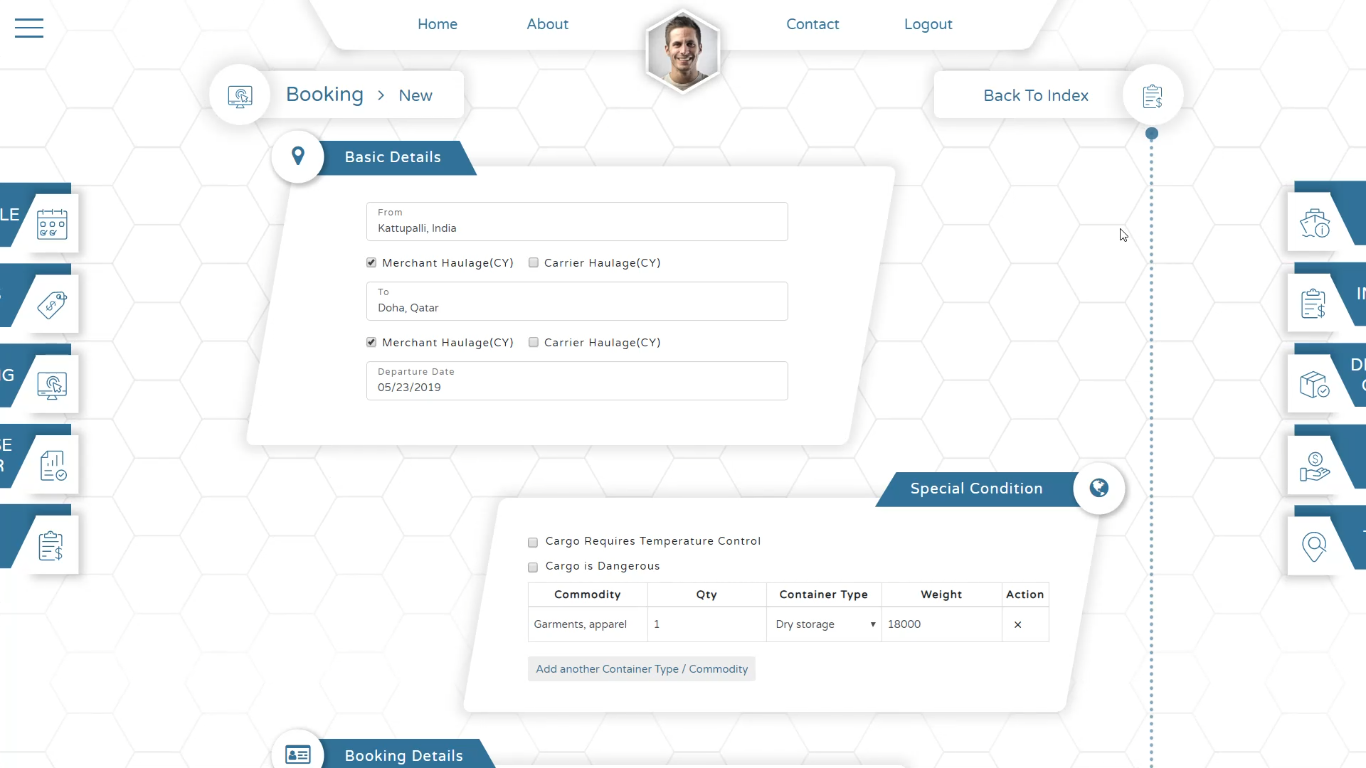 Home About Contact Logout
Booking > New
Back To Index
Basic Details
From
Kattupalli, India
Merchant Haulage(CY) Carrier Haulage(CY)
To
Doha, Qatar
Merchant Haulage(CY) Carrier Haulage(CY)
Departure Date
05/23/2019
Special Condition
Cargo Requires Temperature Control
Cargo is Dangerous
Commodity Qty Container Type Weight Action
Garments, apparel 1 Dry storage 18000 ×
Add another Container Type / Commodity
Booking Details